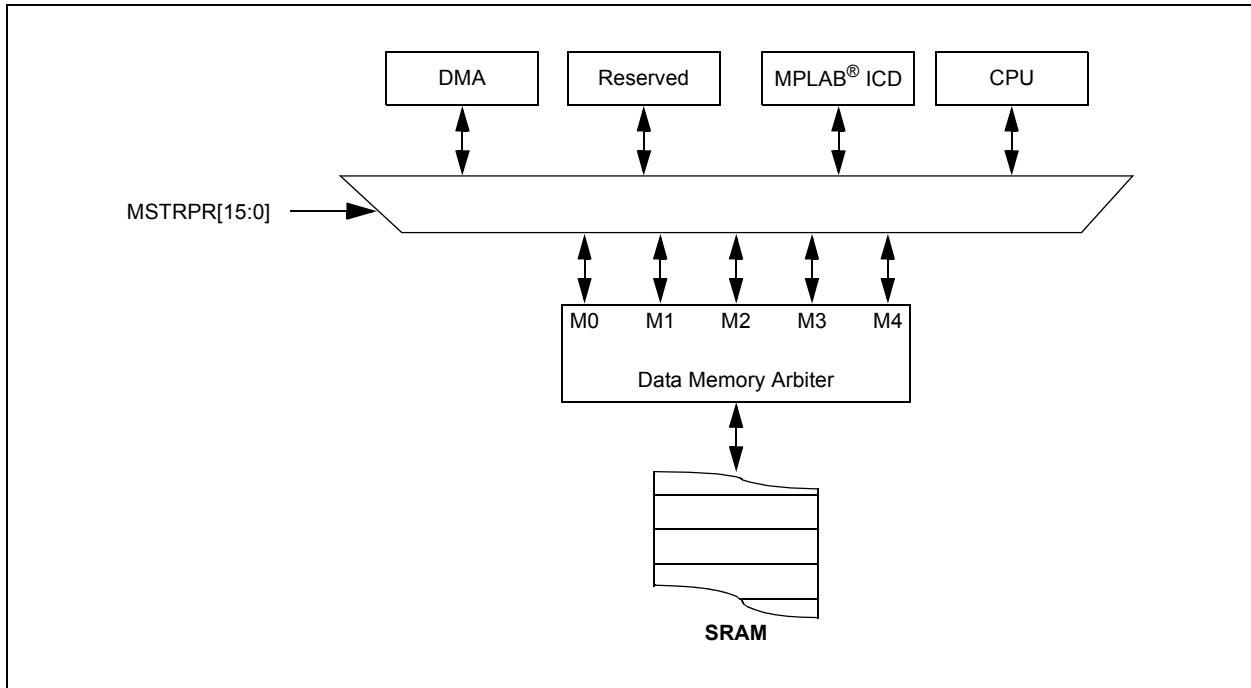 DMA
Reserved
MPLAB® ICD
CPU
MSTRPR[15:0]
M0 M1 M2 M3 M4
Data Memory Arbiter
SRAM